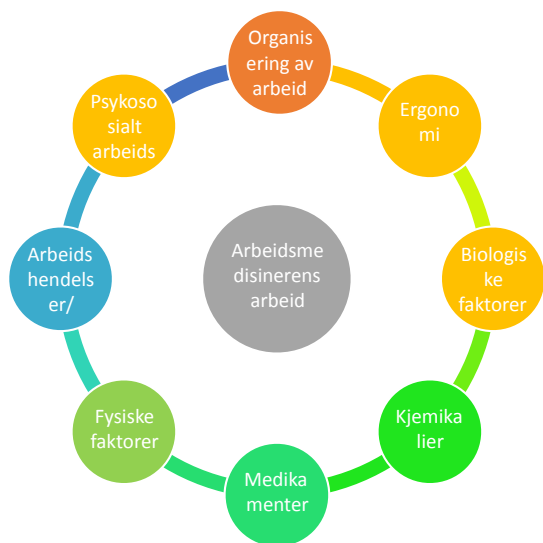 Organis
ering av
arbeid
Ergono
mi
Biologis
ke
faktorer
Kjemika
lier
Medika
menter
Fysiske
faktorer
Arbeids
hendels
er/
Psykoso
sialt
arbeids
Arbeidsme
disinerens
arbeid